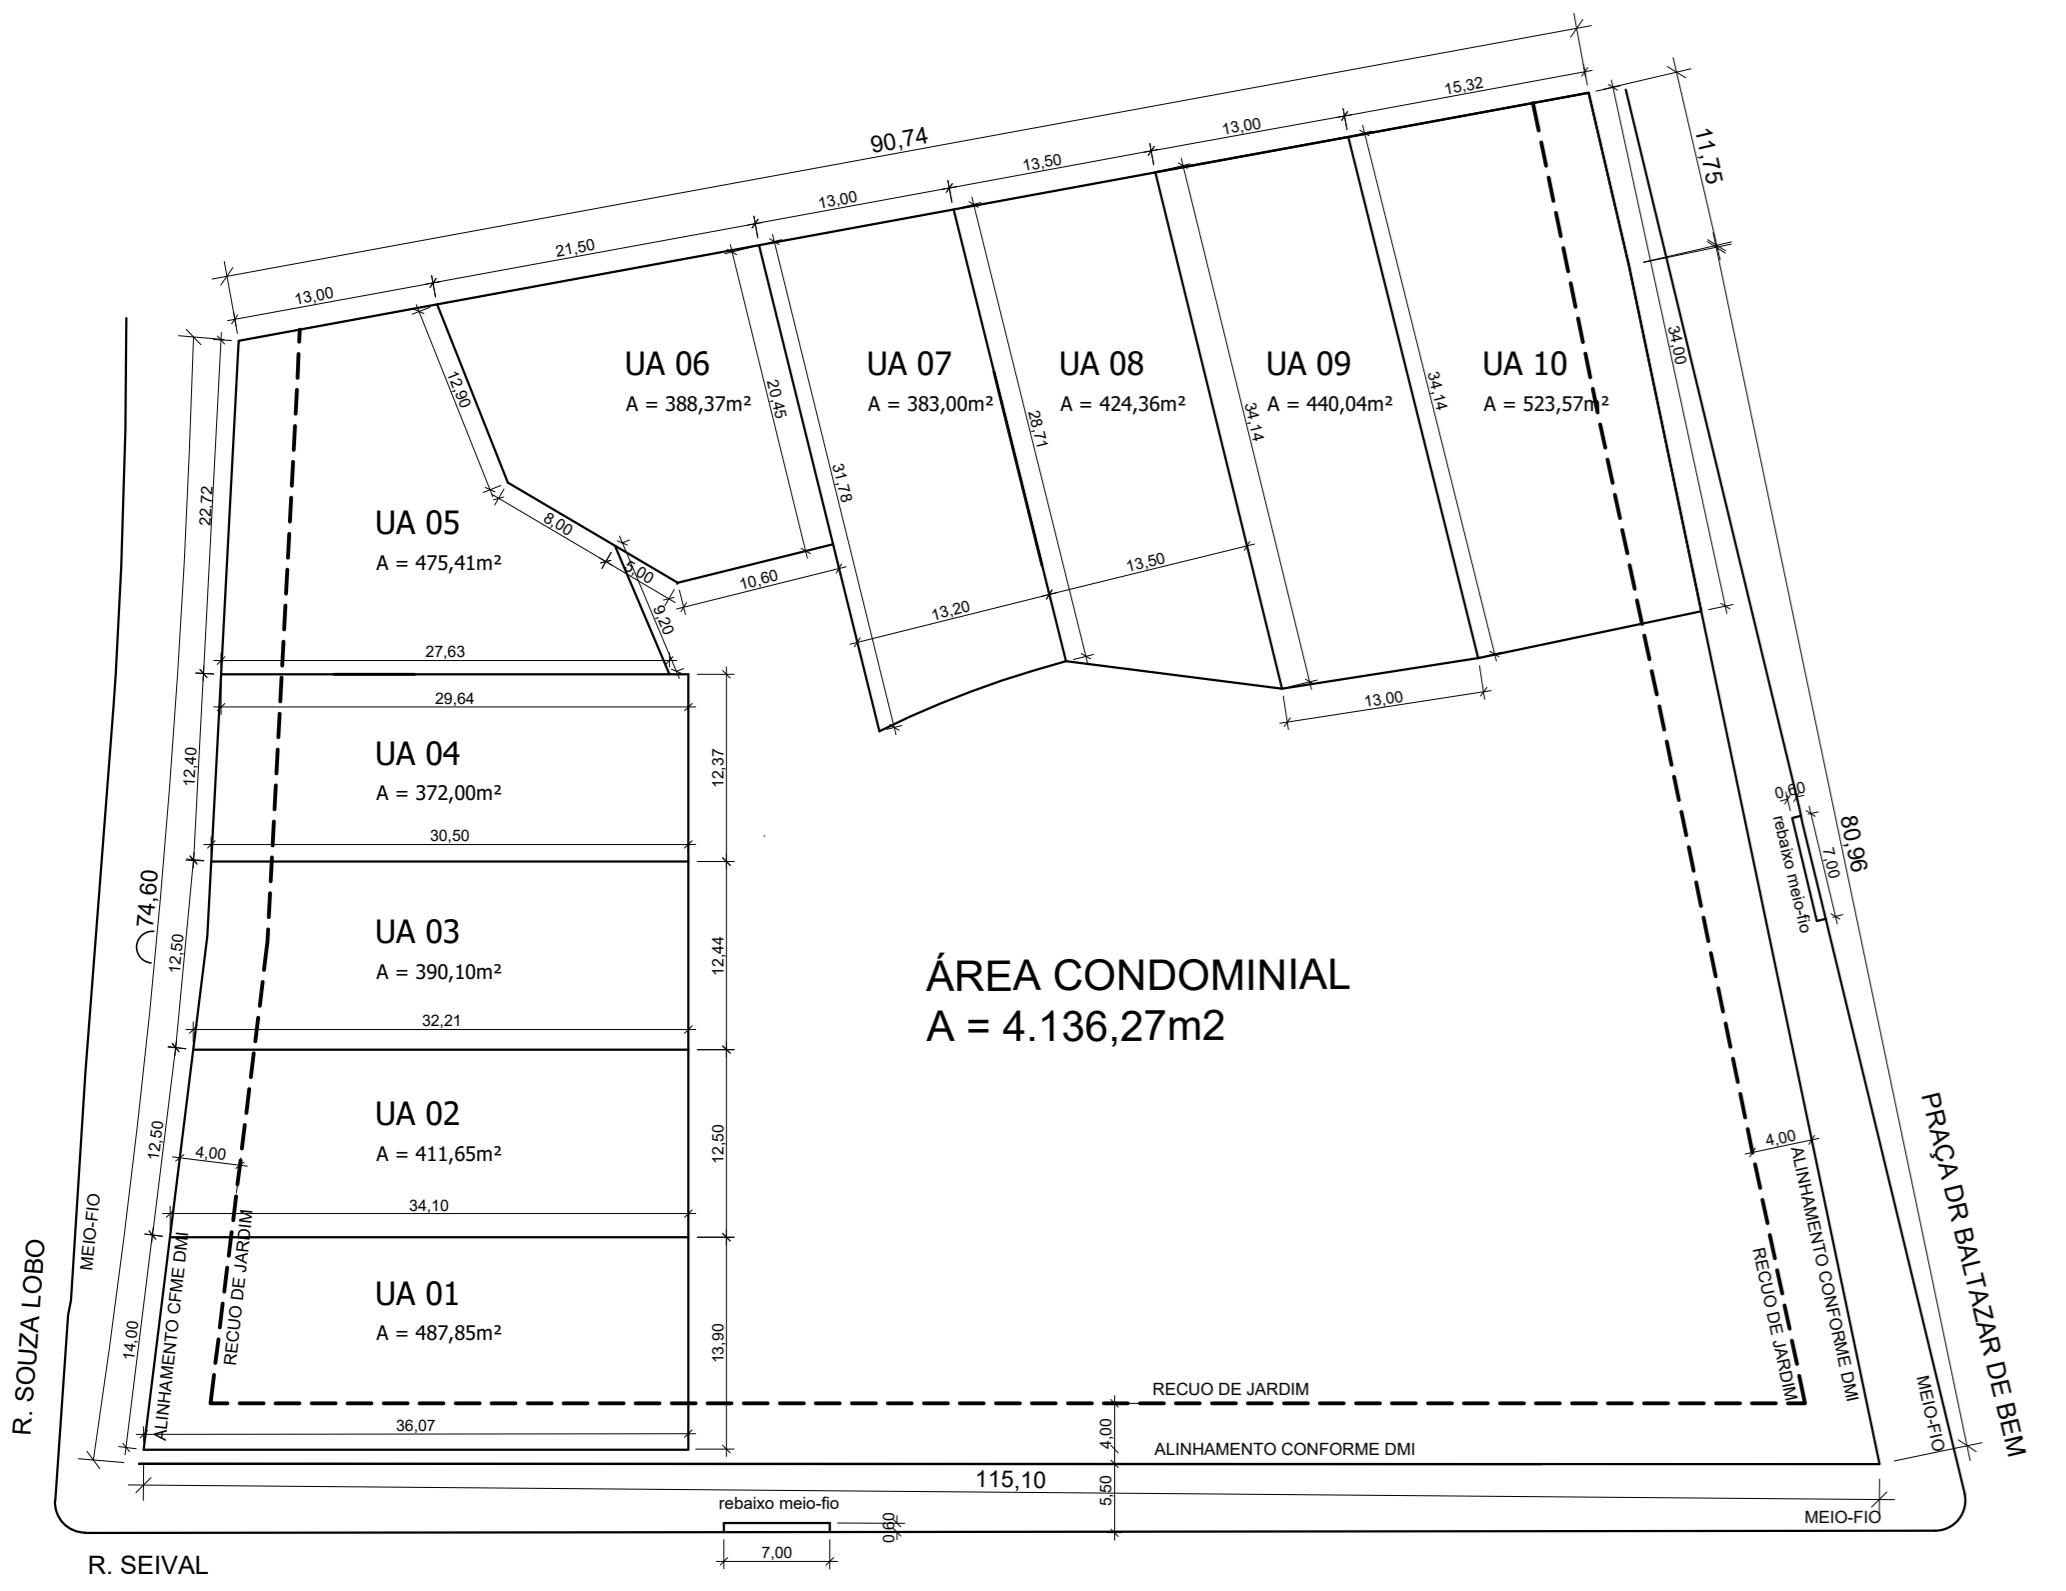 90,74
15,32
13,00
13,50
13,00
21,50
13,00
11,75
UA 06
A = 388,37m²
UA 07
A = 383,00m²
UA 08
A = 424,36m²
UA 09
A = 440,04m²
UA 10
A = 523,57m²
12,90
20,45
31,78
28,71
34,14
34,14
34,00
22,72
UA 05
A = 475,41m²
8,00
5,00
9,20
10,60
13,20
13,50
13,00
27,63
29,64
UA 04
A = 372,00m²
12,40
12,37
30,50
74,60
UA 03
A = 390,10m²
12,50
12,44
32,21
ÁREA CONDOMINIAL
A = 4.136,27m2
0,60
7,00
rebaixo meio-fio
80,96
UA 02
A = 411,65m²
12,50
12,50
4,00
34,10
4,00
UA 01
A = 487,85m²
14,00
13,90
36,07
MEIO-FIO
R. SOUZA LOBO
ALINHAMENTO CFME DMI
RECUO DE JARDIM
RECUO DE JARDIM
ALINHAMENTO CONFORME DMI
4,00
5,50
RECUO DE JARDIM
ALINHAMENTO CONFORME DMI
MEIO-FIO
PRAÇA DR BALTAZAR DE BEM
115,10
rebaixo meio-fio
0,60
7,00
MEIO-FIO
R. SEIVAL